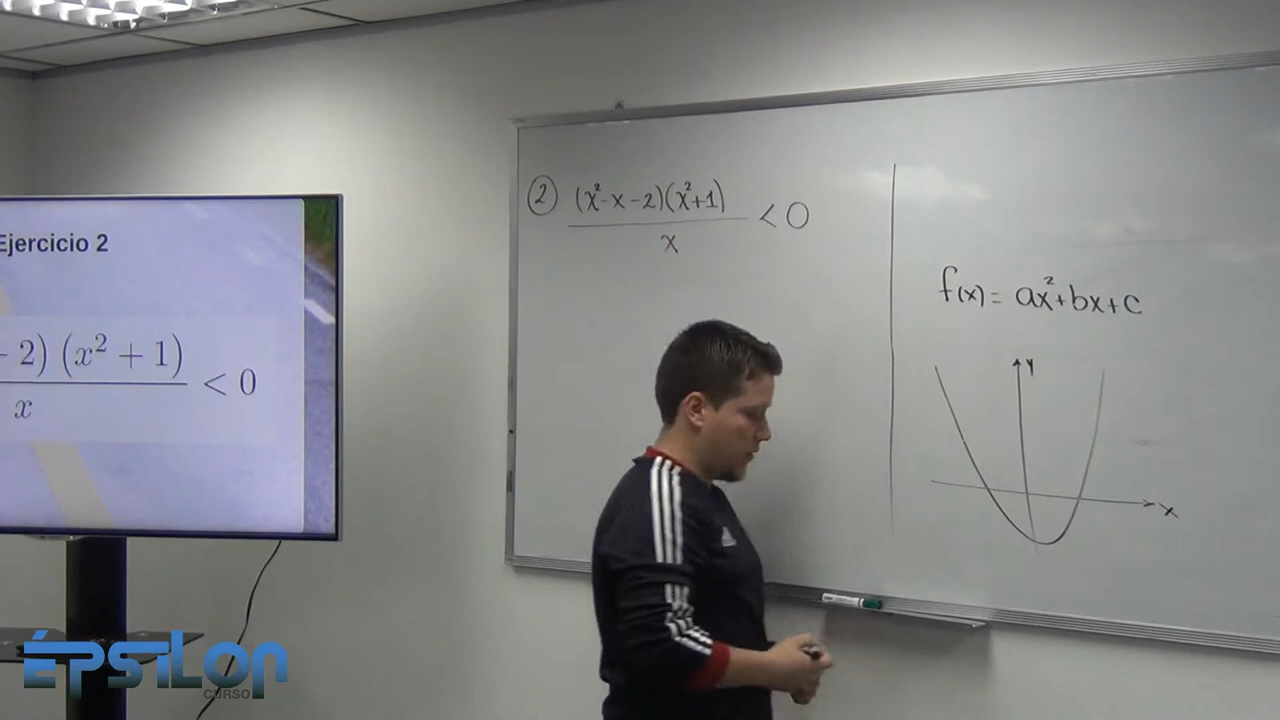 Ejercicio 2
- 2) (x² + 1)
< 0
x
② (x²-x-2)(x²+1)
< 0
x
f(x) = ax²+bx+c
Y
x
ÉPSILON
CURSO